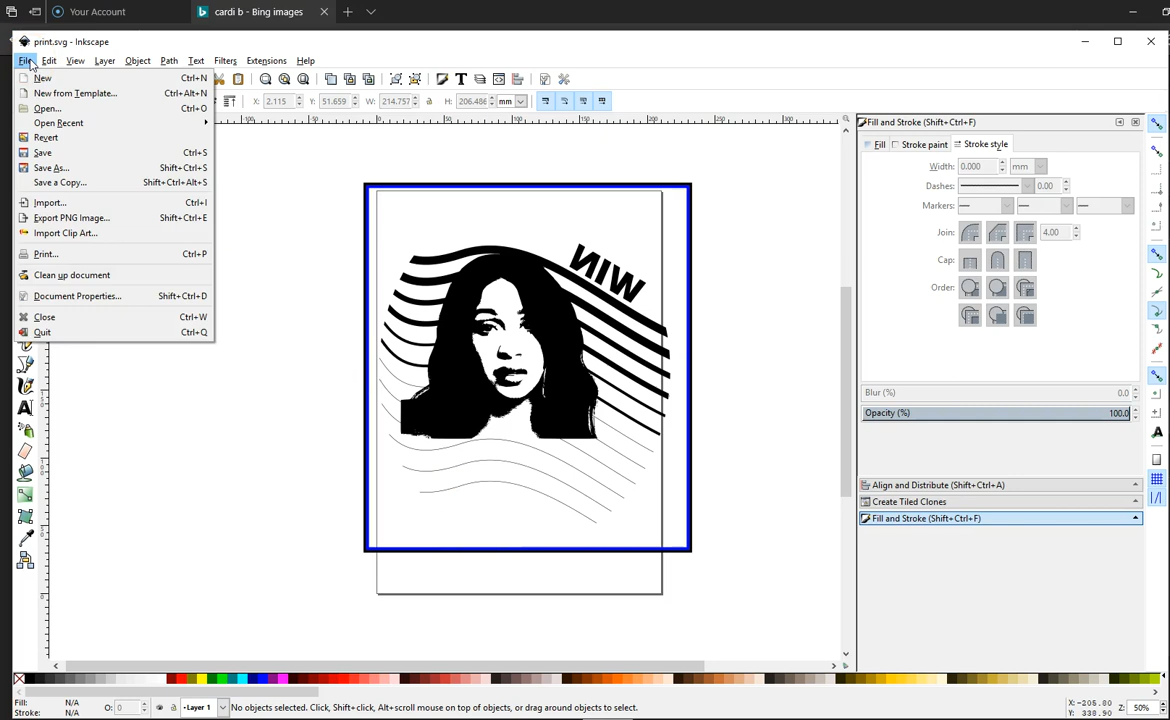 Your Account
cardi b - Bing images
print.svg - Inkscape
File Edit View Layer Object Path Text Filters Extensions Help
New Ctrl+N
New from Template... Ctrl+Alt+N
Open... Ctrl+O
Open Recent
Revert
Save Ctrl+S
Save As... Shift+Ctrl+S
Save a Copy... Shift+Ctrl+Alt+S
Import... Ctrl+I
Export PNG Image... Shift+Ctrl+E
Import Clip Art...
Print... Ctrl+P
Clean up document
Document Properties... Shift+Ctrl+D
Close Ctrl+W
Quit Ctrl+Q
X: 2.115 Y: 51.659 W: 214.757 H: 206.486 mm
Fill and Stroke (Shift+Ctrl+F)
Fill Stroke paint Stroke style
Width: 0.000 mm
Dashes: 0.00
Markers:
Join: 4.00
Cap:
Order:
Blur (%) 0.0
Opacity (%) 100.0
Align and Distribute (Shift+Ctrl+A)
Create Tiled Clones
Fill and Stroke (Shift+Ctrl+F)
WIN
Fill: N/A
Stroke: N/A
O: 0
Layer 1
No objects selected. Click, Shift+click, Alt+scroll mouse on top of objects, or drag around objects to select.
X: -205.80
Y: 338.90
Z: 50%